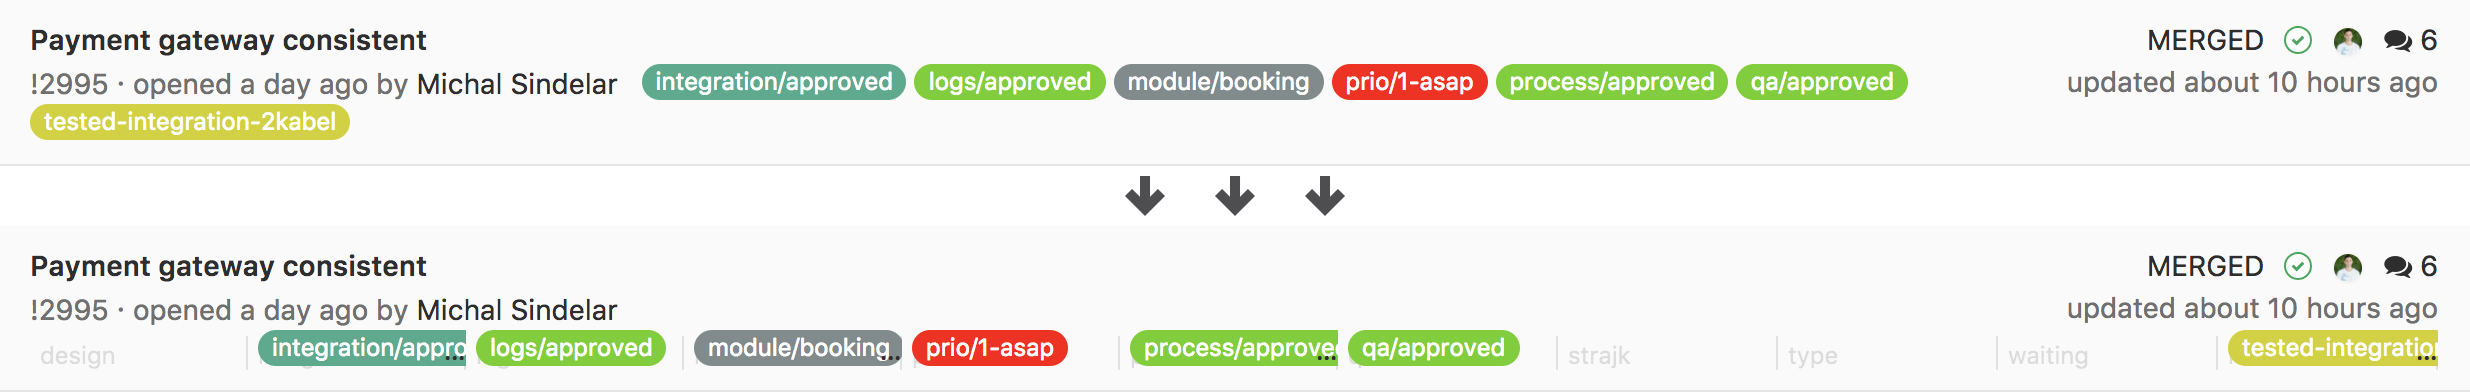 Payment gateway consistent MERGED 6
!2995 · opened a day ago by Michal Sindelar integration/approved logs/approved module/booking prio/1-asap process/approved qa/approved updated about 10 hours ago
tested-integration-2kabel
Payment gateway consistent MERGED 6
!2995 · opened a day ago by Michal Sindelar updated about 10 hours ago
design integration/appro... logs/approved module/booking... prio/1-asap process/approve... qa/approved strajk type waiting tested-integration...